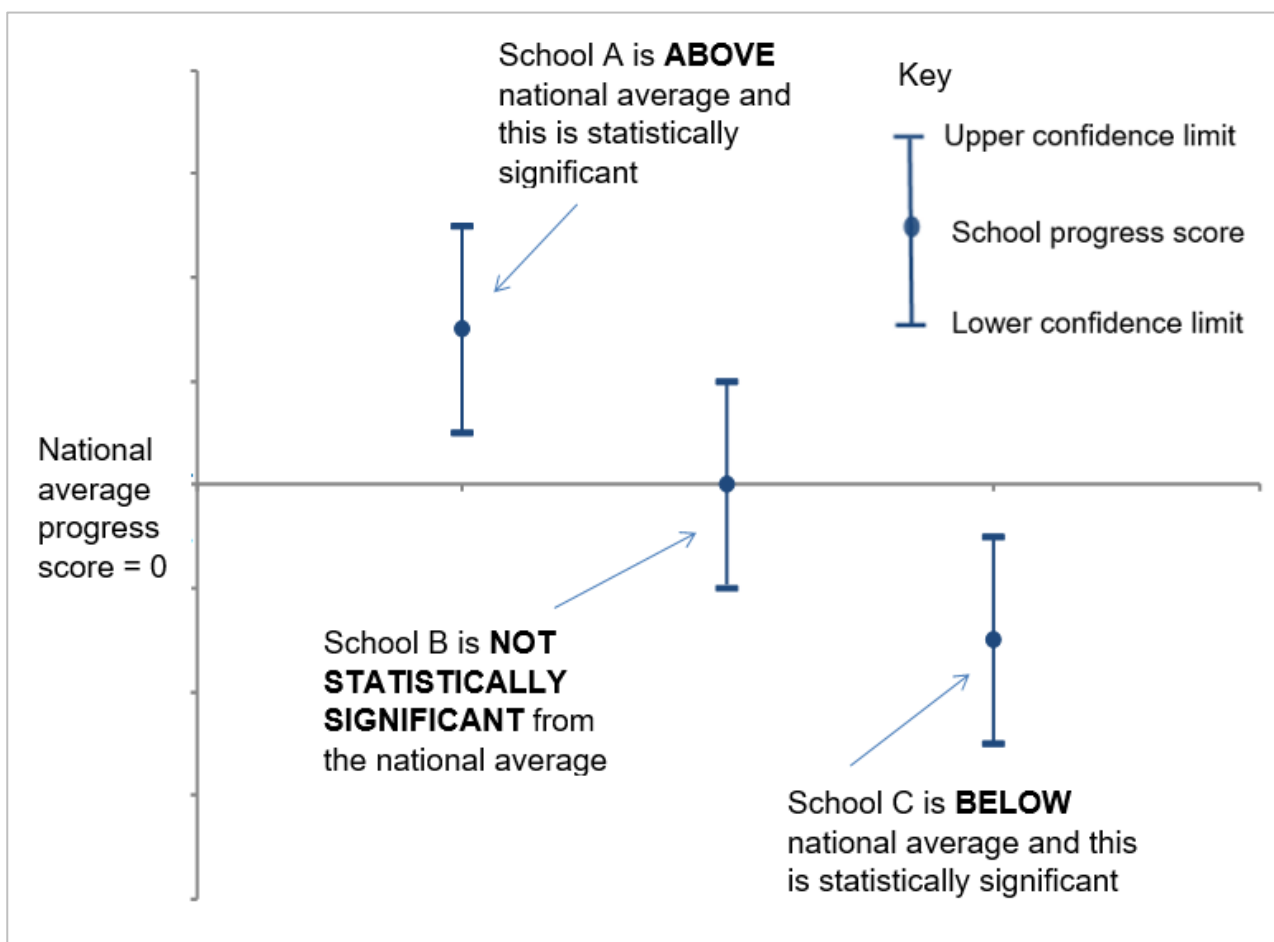 School A is ABOVE
national average and
this is statistically
significant
Key
Upper confidence limit
School progress score
Lower confidence limit
National
average
progress
score = 0
School B is NOT
STATISTICALLY
SIGNIFICANT from
the national average
School C is BELOW
national average and this
is statistically significant